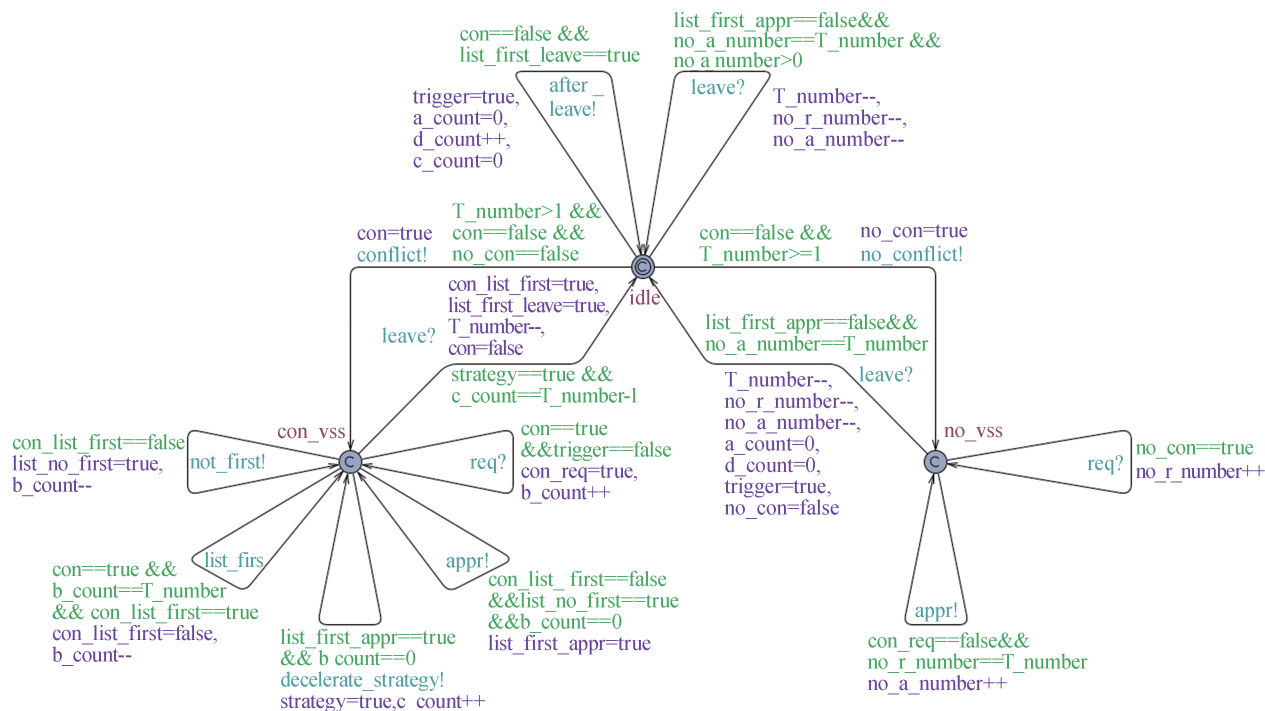 con==false &&
list_first_leave==true
after_
leave!
trigger=true,
a_count=0,
d_count++,
c_count=0
list_first_appr==false&&
no_a_number==T_number &&
no_a_number>0
leave?
T_number--,
no_r_number--,
no_a_number--
con=true
conflict!
T_number>1 &&
con==false &&
no_con==false
con==false &&
T_number>=1
no_con=true
no_conflict!
C
idle
leave?
con_list_first=true,
list_first_leave=true,
T_number--,
con=false
strategy==true &&
c_count==T_number-1
list_first_appr==false&&
no_a_number==T_number
leave?
T_number--,
no_r_number--,
no_a_number--,
a_count=0,
d_count=0,
trigger=true,
no_con=false
con_vss
C
con_list_first==false
list_no_first=true,
b_count--
not_first!
req?
con==true
&&trigger==false
con_req=true,
b_count++
list_firs
con==true &&
b_count==T_number
&& con_list_first==true
con_list_first=false,
b_count--
list_first_appr==true
&& b count==0
decelerate_strategy!
strategy=true,c_count++
appr!
con_list_ first==false
&&list_no_first==true
&&b_count==0
list_first_appr=true
no_vss
C
req?
no_con==true
no_r_number++
appr!
con_req==false&&
no_r_number==T_number
no_a_number++